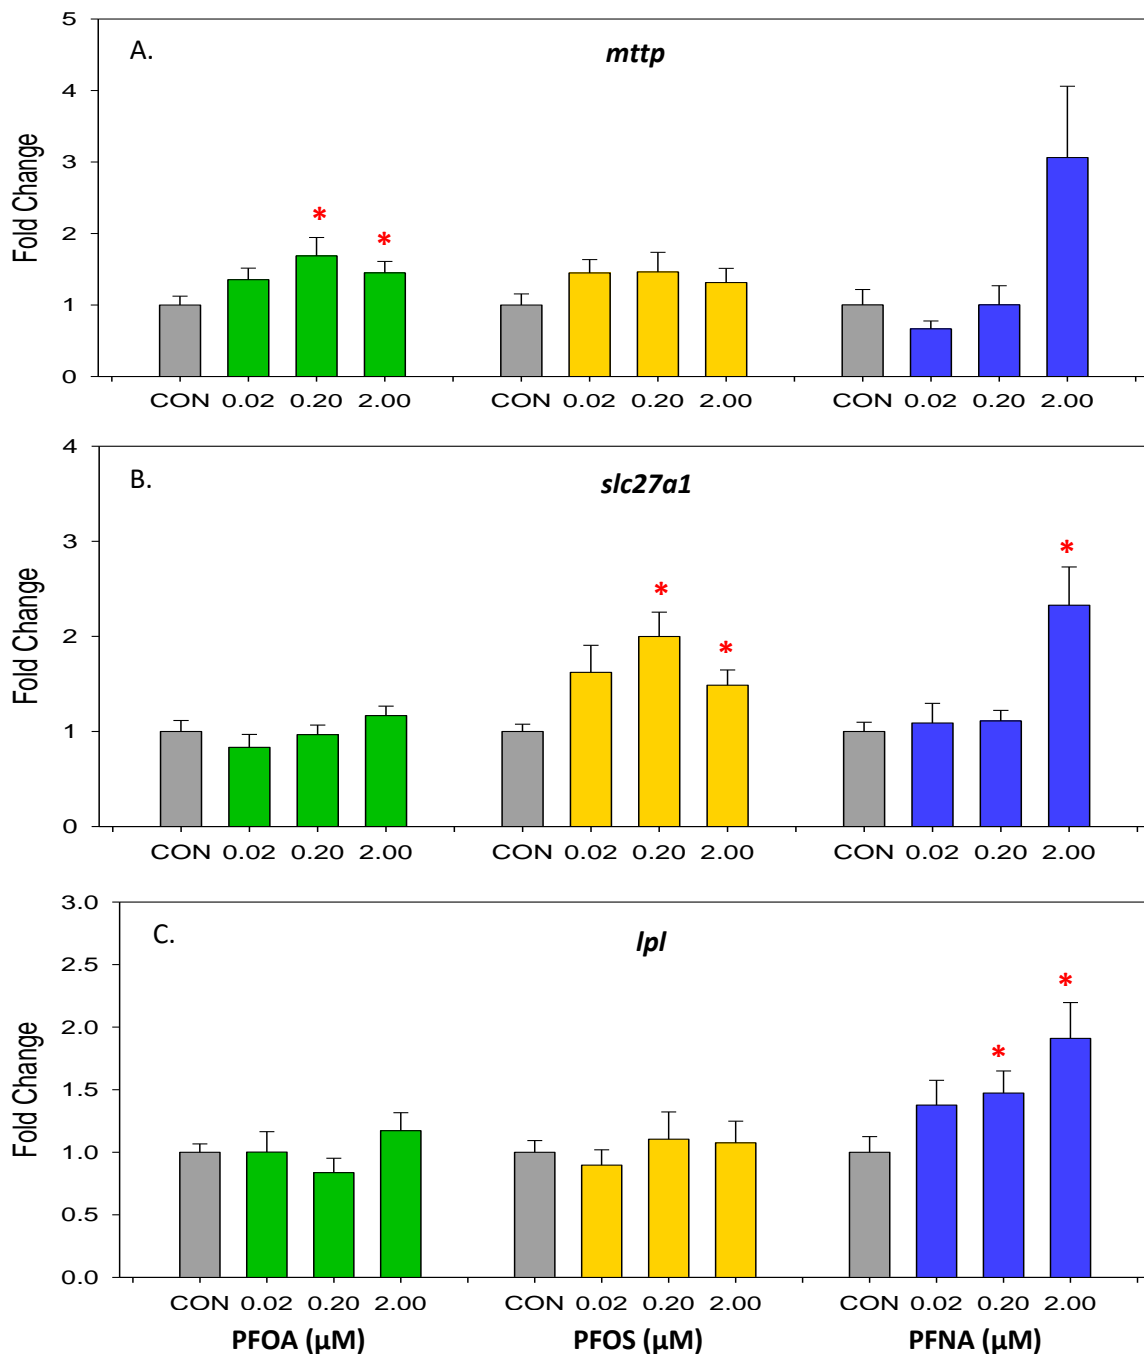 A.
mttp
5
4
3
2
1
0
Fold Change
* *
CON 0.02 0.20 2.00 CON 0.02 0.20 2.00 CON 0.02 0.20 2.00
B.
slc27a1
4
3
2
1
0
Fold Change
* * *
CON 0.02 0.20 2.00 CON 0.02 0.20 2.00 CON 0.02 0.20 2.00
C.
lpl
3.0
2.5
2.0
1.5
1.0
0.5
0.0
Fold Change
* *
CON 0.02 0.20 2.00 CON 0.02 0.20 2.00 CON 0.02 0.20 2.00
PFOA (μM) PFOS (μM) PFNA (μM)